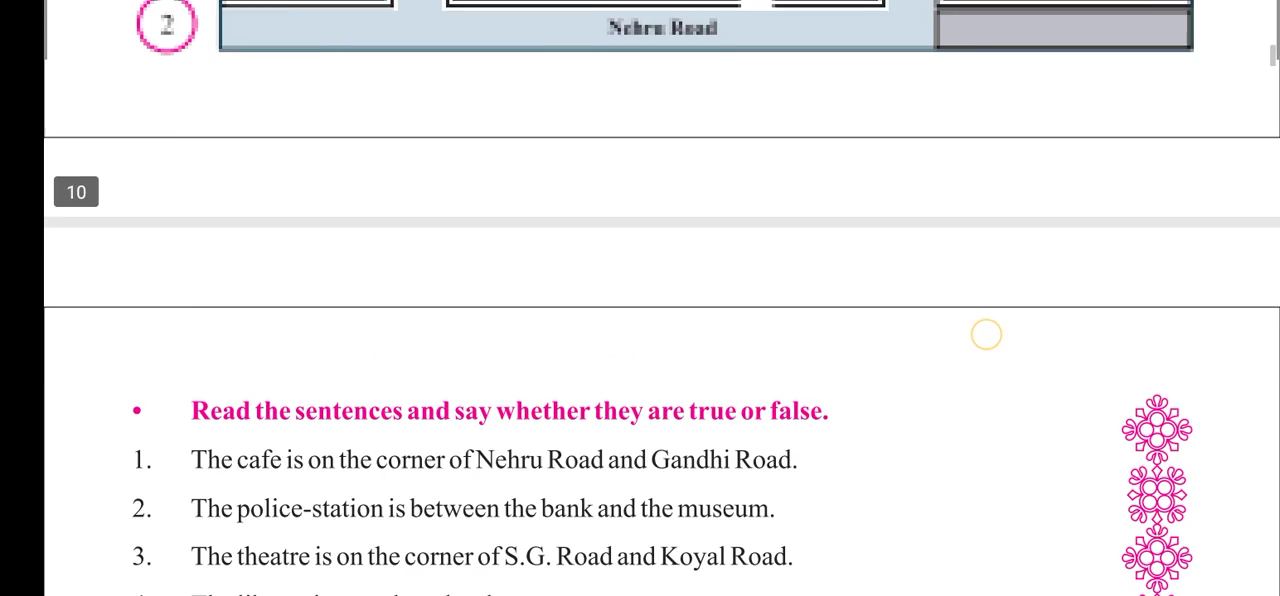 2
Nehru Road
10
• Read the sentences and say whether they are true or false.
1. The cafe is on the corner of Nehru Road and Gandhi Road.
2. The police-station is between the bank and the museum.
3. The theatre is on the corner of S.G. Road and Koyal Road.